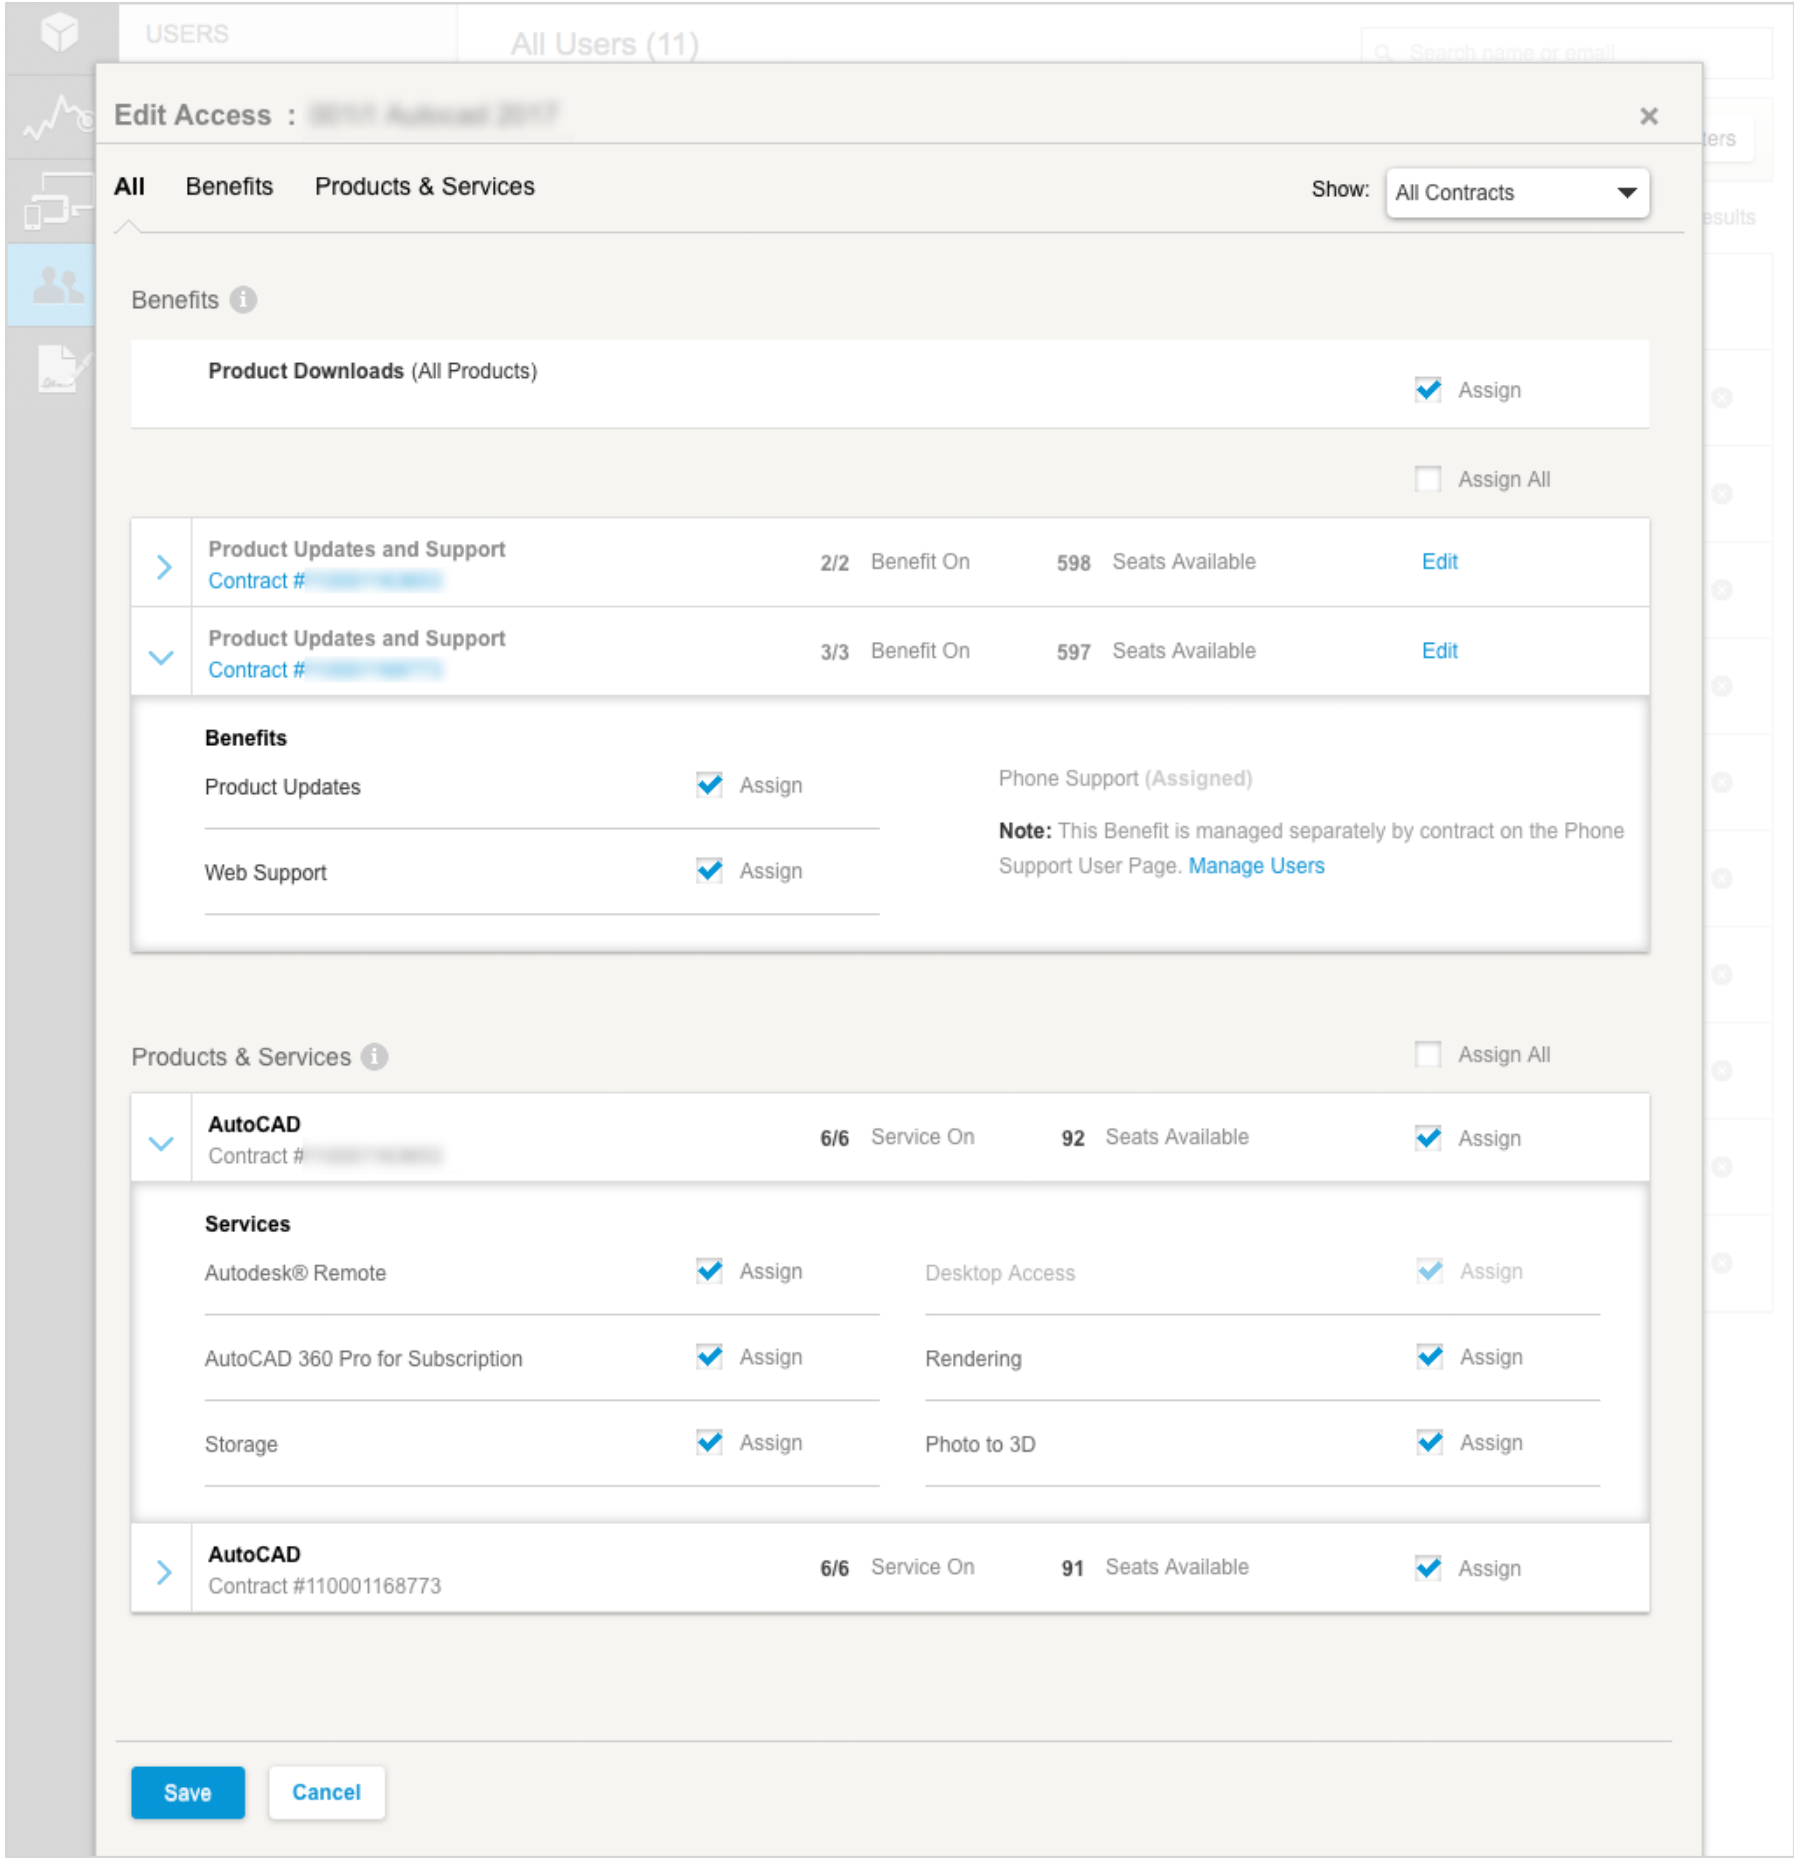 USERS
All Users (11)
Search name or email
Edit Access :
ters
All Benefits Products & Services Show: All Contracts
esults
Benefits
Product Downloads (All Products)
Assign
Assign All
Product Updates and Support 2/2 Benefit On 598 Seats Available Edit
Contract #
Product Updates and Support 3/3 Benefit On 597 Seats Available Edit
Contract #
Benefits
Product Updates Assign
Web Support Assign
Phone Support (Assigned)
Note: This Benefit is managed separately by contract on the Phone
Support User Page. Manage Users
Products & Services Assign All
AutoCAD 6/6 Service On 92 Seats Available Assign
Contract #
Services
Autodesk® Remote Assign Desktop Access Assign
AutoCAD 360 Pro for Subscription Assign Rendering Assign
Storage Assign Photo to 3D Assign
AutoCAD 6/6 Service On 91 Seats Available Assign
Contract #110001168773
Save Cancel